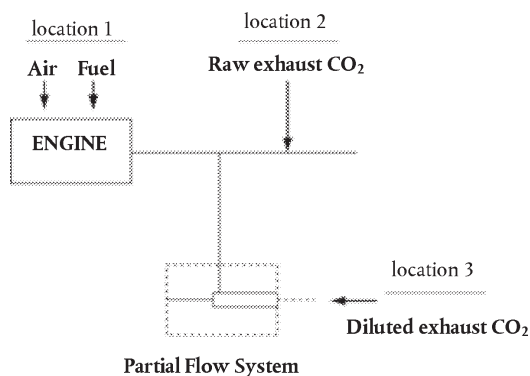 location 1
location 2
Air Fuel
Raw exhaust CO₂
ENGINE
location 3
Diluted exhaust CO₂
Partial Flow System